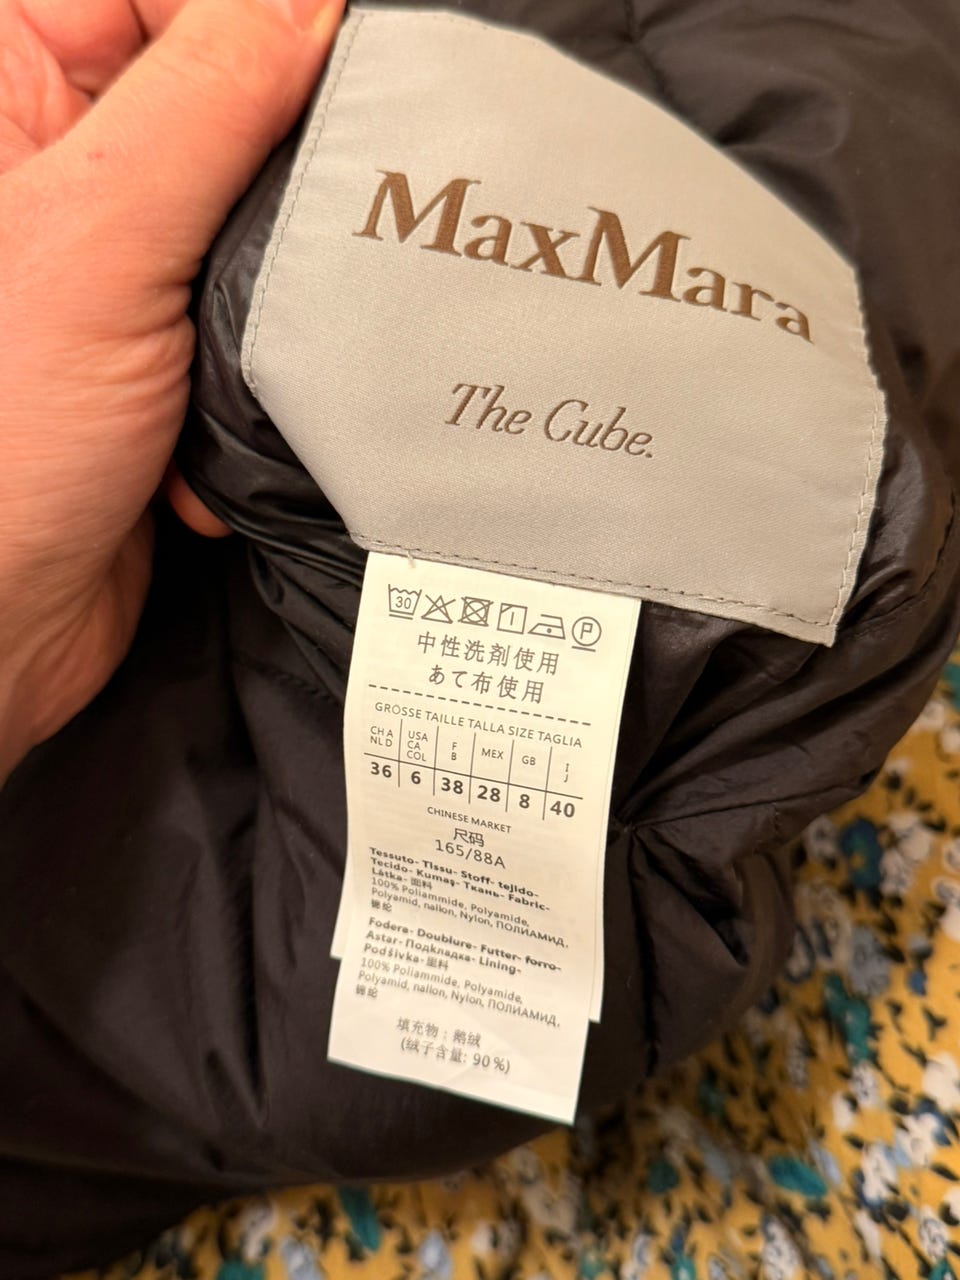 MaxMara
The Cube.
30 P
中性洗剤使用
あて布使用
GRÖSSE TAILLE TALLA SIZE TAGLIA
CH A NL D USA CA COL F B MEX GB I J
36 6 38 28 8 40
CHINESE MARKET
尺码
165/88A
Tessuto- Tissu- Stoff- tejido-
Tecido- Kumaş- Ткань- Fabric-
Látka- 面料
100% Poliammide, Polyamide,
Polyamid, nailon, Nylon, ПОЛИАМИД,
锦纶
Fodera- Doublure- Futter- forro-
Astar- Подкладка- Lining-
Podšívka- 里料
100% Poliammide, Polyamide,
Polyamid, nailon, Nylon, ПОЛИАМИД,
锦纶
填充物：鹅绒
(绒子含量: 90%)